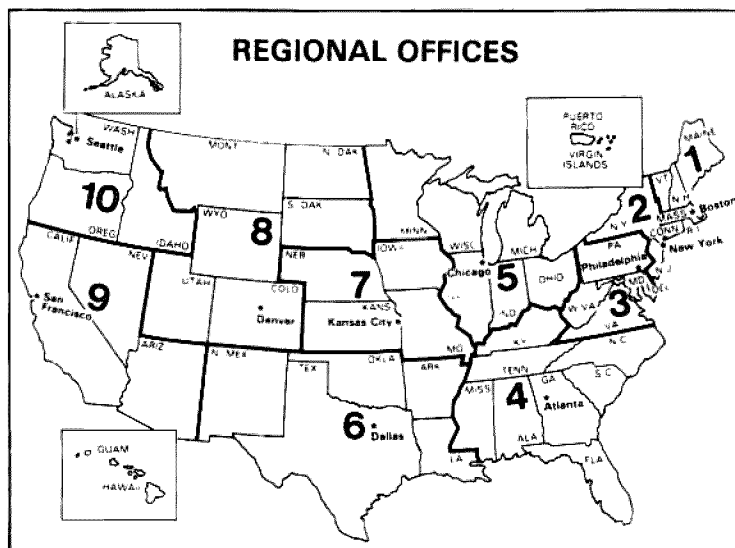 REGIONAL OFFICES
ALASKA
PUERTO
RICO
VIRGIN
ISLANDS
WASH
Seattle
MONT
N. DAK
MAINE
1
VT
N H
10
OREG
IDAHO
WYO
8
S. DAK
MINN
WISC
MICH
2
N Y
MASS
Boston
CONN
R I
New York
CALIF
NEV
UTAH
COLO
Denver
NEB
7
KANS
Kansas City
IOWA
Chicago
5
IND
OHIO
PA
Philadelphia
N J
MD
DEL
W VA
3
VA
9
San
Francisco
MO
KY
N C
ARIZ
N MEX
TEX
OKLA
ARK
TENN
S C
MISS
4
GA
Atlanta
ALA
6
Dallas
LA
FLA
GUAM
HAWAII